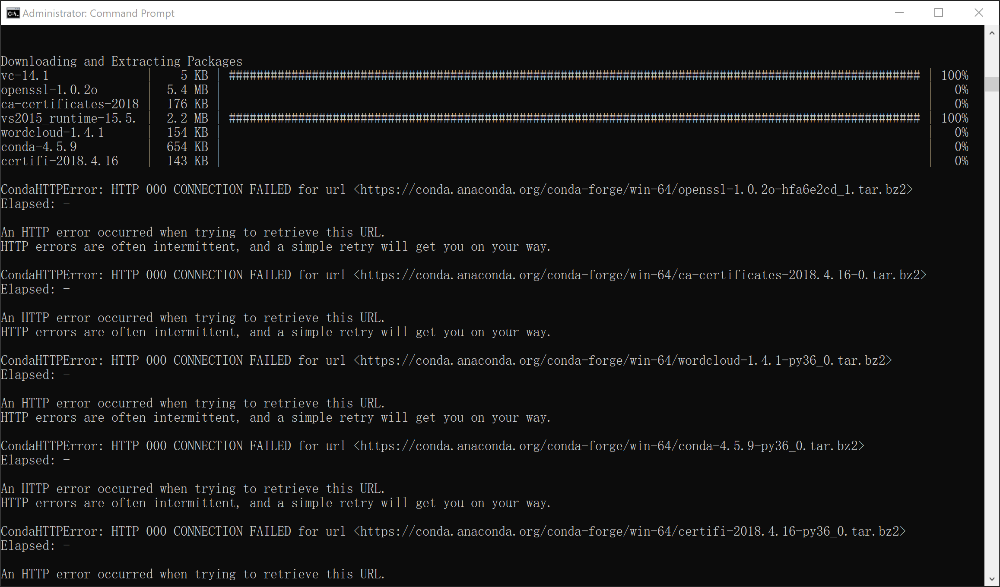 Administrator: Command Prompt
Downloading and Extracting Packages
vc-14.1              |    5 KB | #################################################################################################### | 100%
openssl-1.0.2o       |  5.4 MB |                                                                                                      |   0%
ca-certificates-2018 |  176 KB |                                                                                                      |   0%
vs2015_runtime-15.5. |  2.2 MB | #################################################################################################### | 100%
wordcloud-1.4.1      |  154 KB |                                                                                                      |   0%
conda-4.5.9          |  654 KB |                                                                                                      |   0%
certifi-2018.4.16    |  143 KB |                                                                                                      |   0%
CondaHTTPError: HTTP 000 CONNECTION FAILED for url <https://conda.anaconda.org/conda-forge/win-64/openssl-1.0.2o-hfa6e2cd_1.tar.bz2>
Elapsed: -
An HTTP error occurred when trying to retrieve this URL.
HTTP errors are often intermittent, and a simple retry will get you on your way.
CondaHTTPError: HTTP 000 CONNECTION FAILED for url <https://conda.anaconda.org/conda-forge/win-64/ca-certificates-2018.4.16-0.tar.bz2>
Elapsed: -
An HTTP error occurred when trying to retrieve this URL.
HTTP errors are often intermittent, and a simple retry will get you on your way.
CondaHTTPError: HTTP 000 CONNECTION FAILED for url <https://conda.anaconda.org/conda-forge/win-64/wordcloud-1.4.1-py36_0.tar.bz2>
Elapsed: -
An HTTP error occurred when trying to retrieve this URL.
HTTP errors are often intermittent, and a simple retry will get you on your way.
CondaHTTPError: HTTP 000 CONNECTION FAILED for url <https://conda.anaconda.org/conda-forge/win-64/conda-4.5.9-py36_0.tar.bz2>
Elapsed: -
An HTTP error occurred when trying to retrieve this URL.
HTTP errors are often intermittent, and a simple retry will get you on your way.
CondaHTTPError: HTTP 000 CONNECTION FAILED for url <https://conda.anaconda.org/conda-forge/win-64/certifi-2018.4.16-py36_0.tar.bz2>
Elapsed: -
An HTTP error occurred when trying to retrieve this URL.